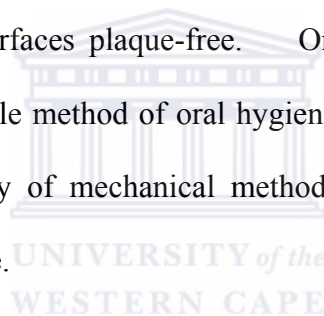 rfaces plaque-free. Or
le method of oral hygien
y of mechanical method
e.
UNIVERSITY of the
WESTERN CAPE